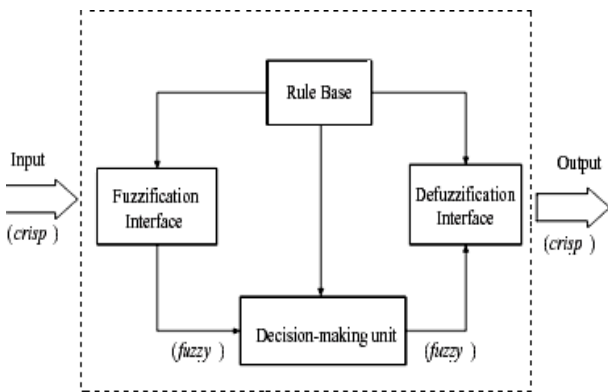 Rule Base
Input
Output
Fuzzification
Interface
Defuzzification
Interface
(crisp )
(crisp )
Decision-making unit
(fuzzy )
(fuzzy )